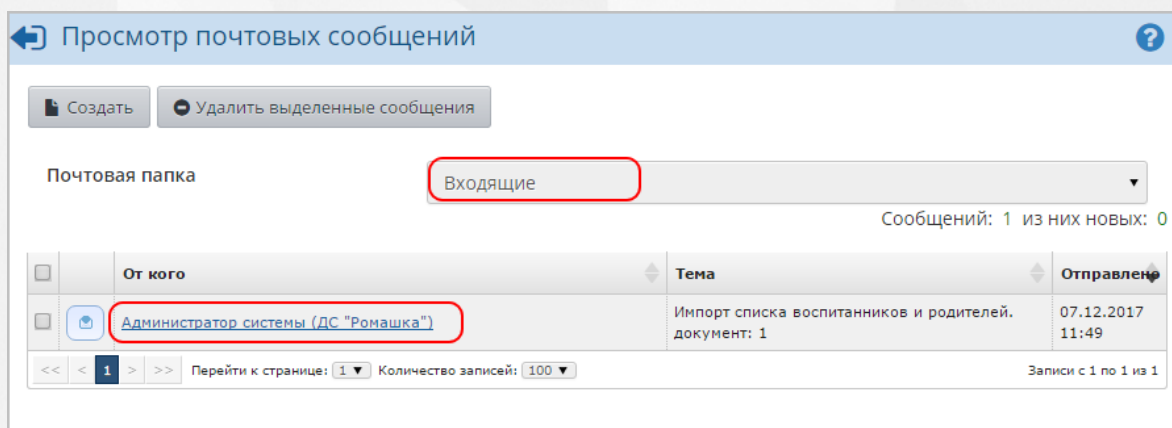 Просмотр почтовых сообщений
Создать Удалить выделенные сообщения
Почтовая папка Входящие
Сообщений: 1 из них новых: 0
От кого Тема Отправлено
Администратор системы (ДС "Ромашка") Импорт списка воспитанников и родителей. 07.12.2017
документ: 1 11:49
<< < 1 > >> Перейти к странице: 1 Количество записей: 100 Записи с 1 по 1 из 1